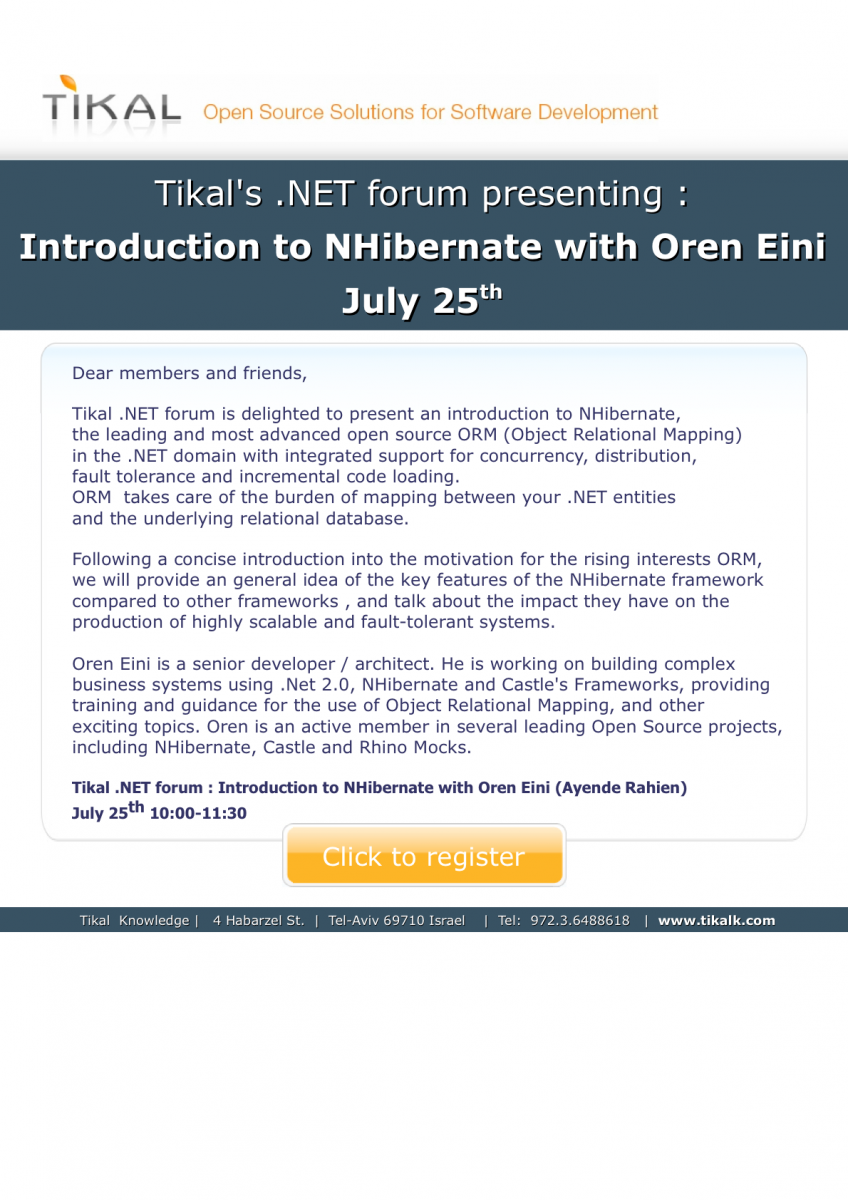 TIKAL Open Source Solutions for Software Development
Tikal's .NET forum presenting :
Introduction to NHibernate with Oren Eini
July 25th
Dear members and friends,
Tikal .NET forum is delighted to present an introduction to NHibernate,
the leading and most advanced open source ORM (Object Relational Mapping)
in the .NET domain with integrated support for concurrency, distribution,
fault tolerance and incremental code loading.
ORM  takes care of the burden of mapping between your .NET entities
and the underlying relational database.
Following a concise introduction into the motivation for the rising interests ORM,
we will provide an general idea of the key features of the NHibernate framework
compared to other frameworks , and talk about the impact they have on the
production of highly scalable and fault-tolerant systems.
Oren Eini is a senior developer / architect. He is working on building complex
business systems using .Net 2.0, NHibernate and Castle's Frameworks, providing
training and guidance for the use of Object Relational Mapping, and other
exciting topics. Oren is an active member in several leading Open Source projects,
including NHibernate, Castle and Rhino Mocks.
Tikal .NET forum : Introduction to NHibernate with Oren Eini (Ayende Rahien)
July 25th 10:00-11:30
Click to register
Tikal  Knowledge |   4 Habarzel St.  |  Tel-Aviv 69710 Israel    |  Tel:  972.3.6488618   |  www.tikalk.com